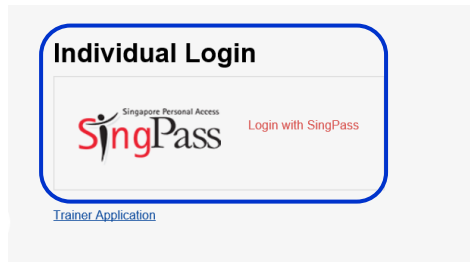 Individual Login
Singapore Personal Access
SingPass
Login with SingPass
Trainer Application